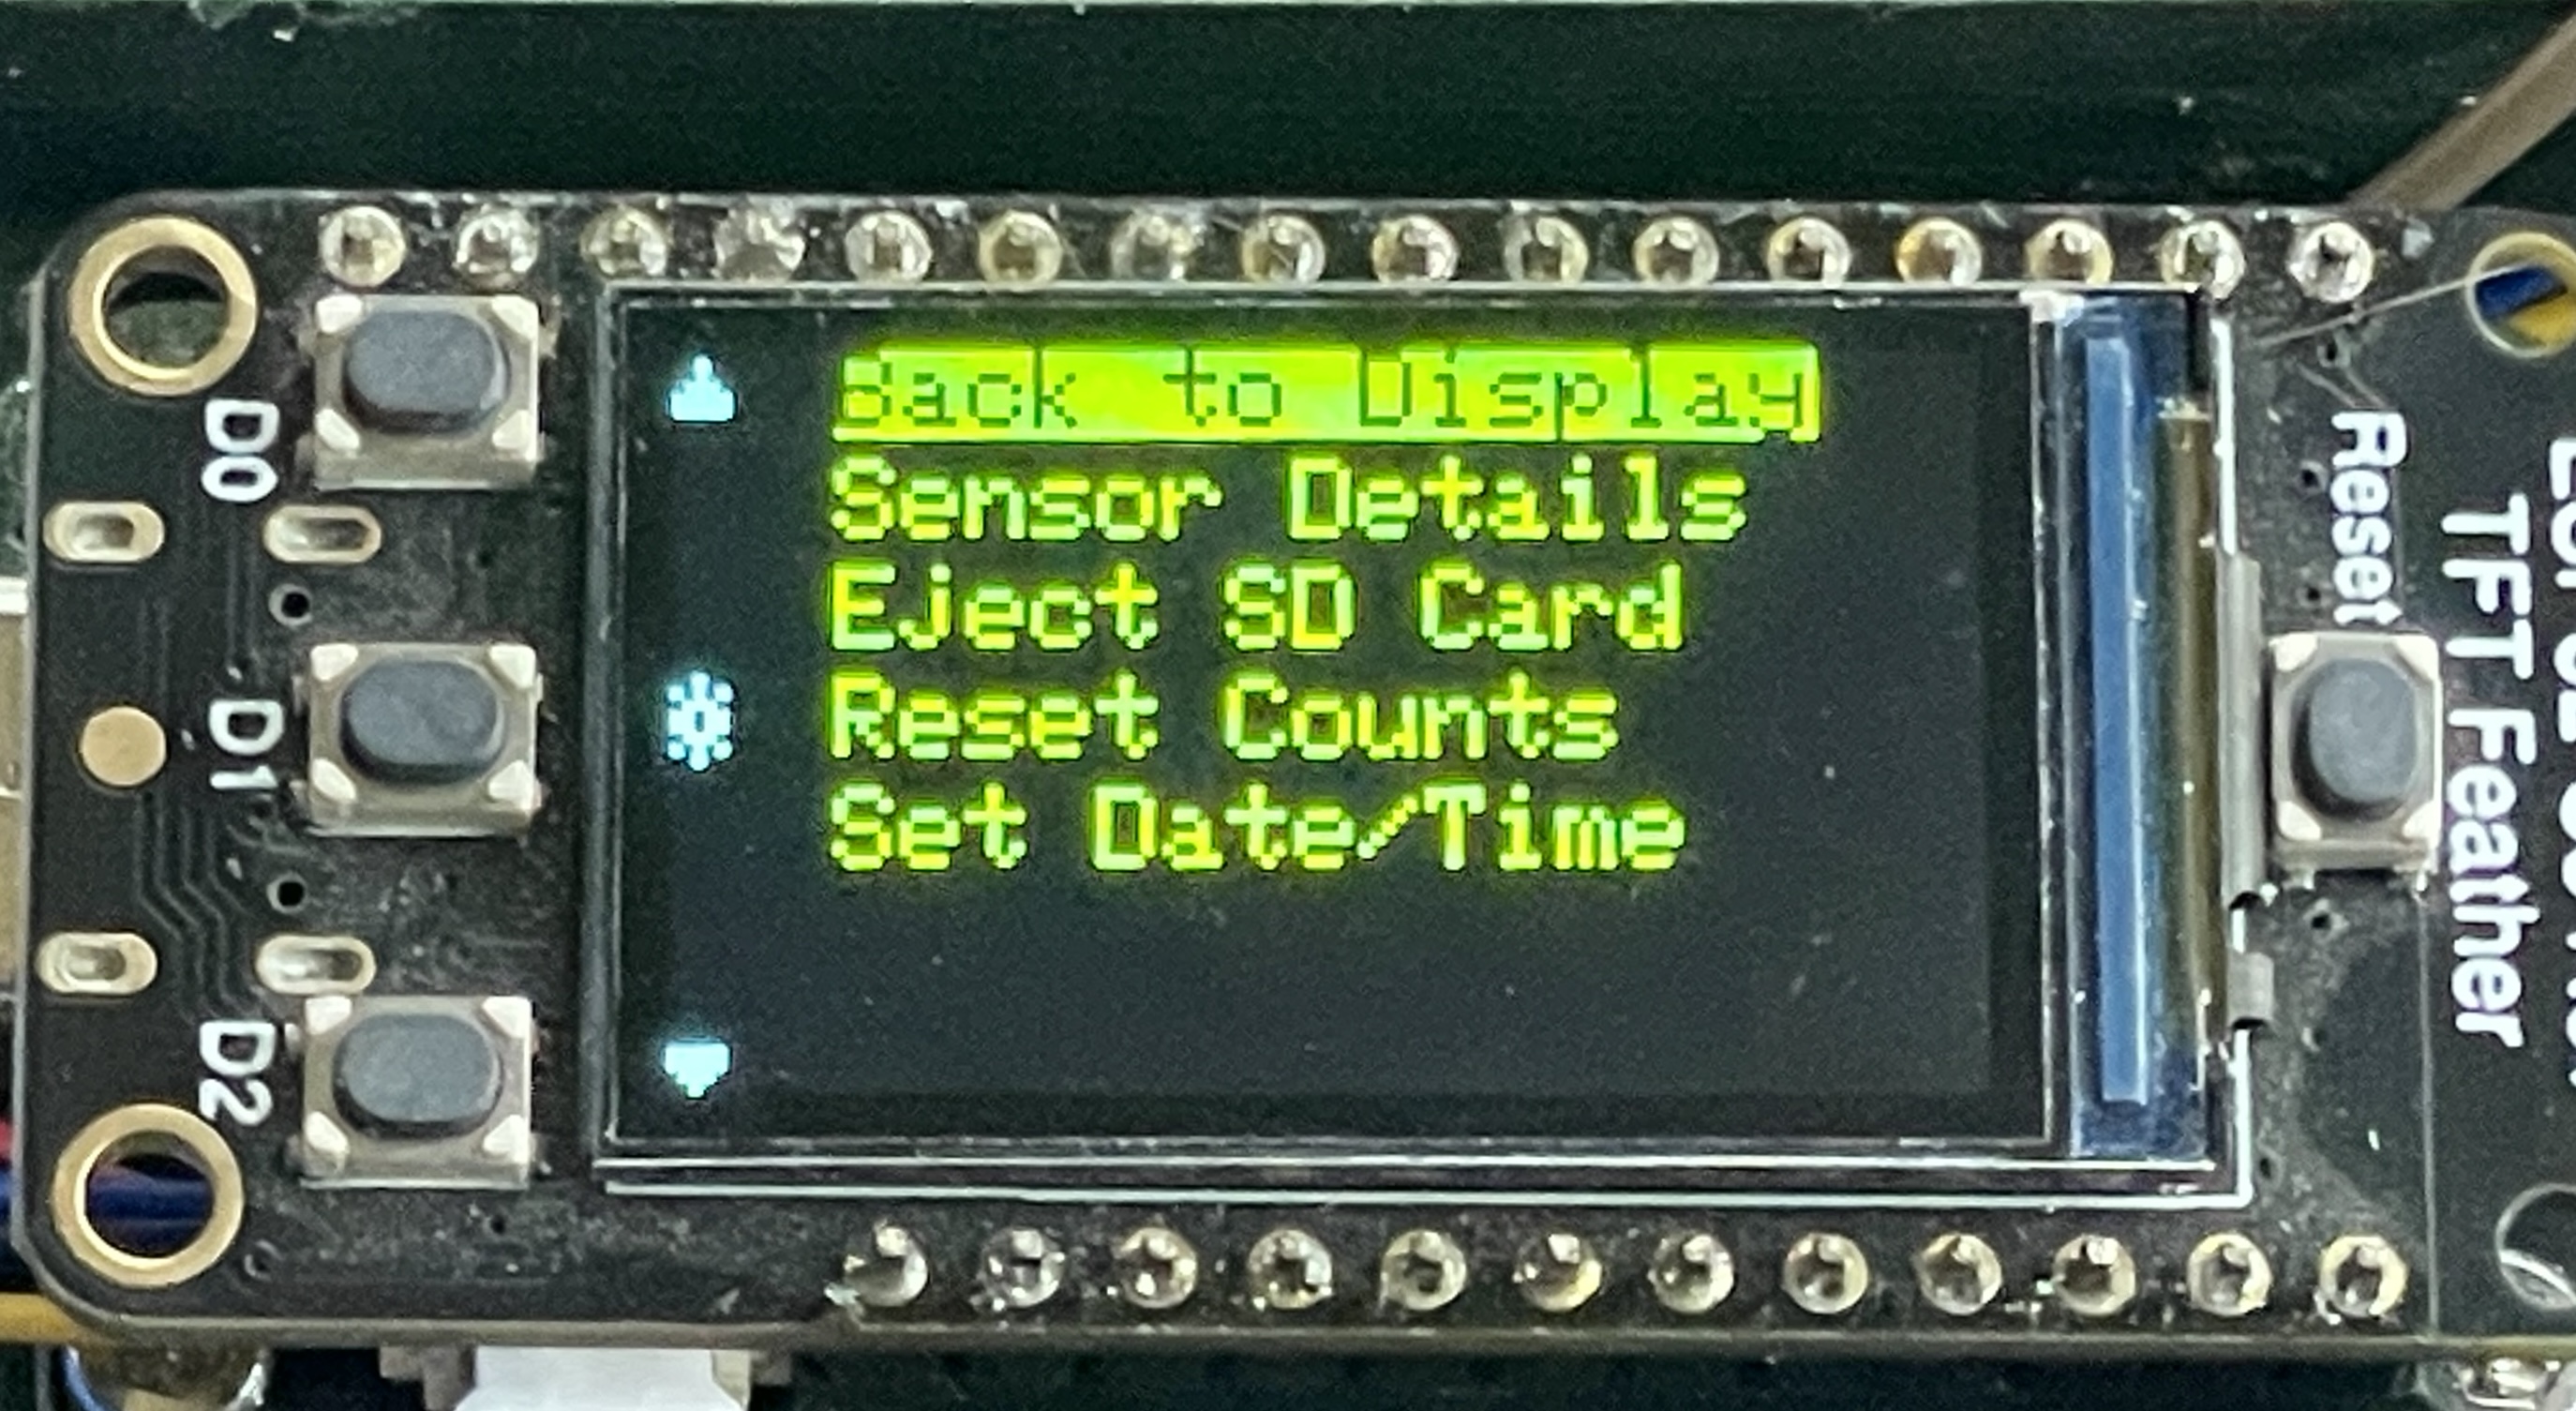 Back to Display
Sensor Details
Eject SD Card
Reset Counts
Set Date/Time
D0
D1
D2
Reset
TFT Feather